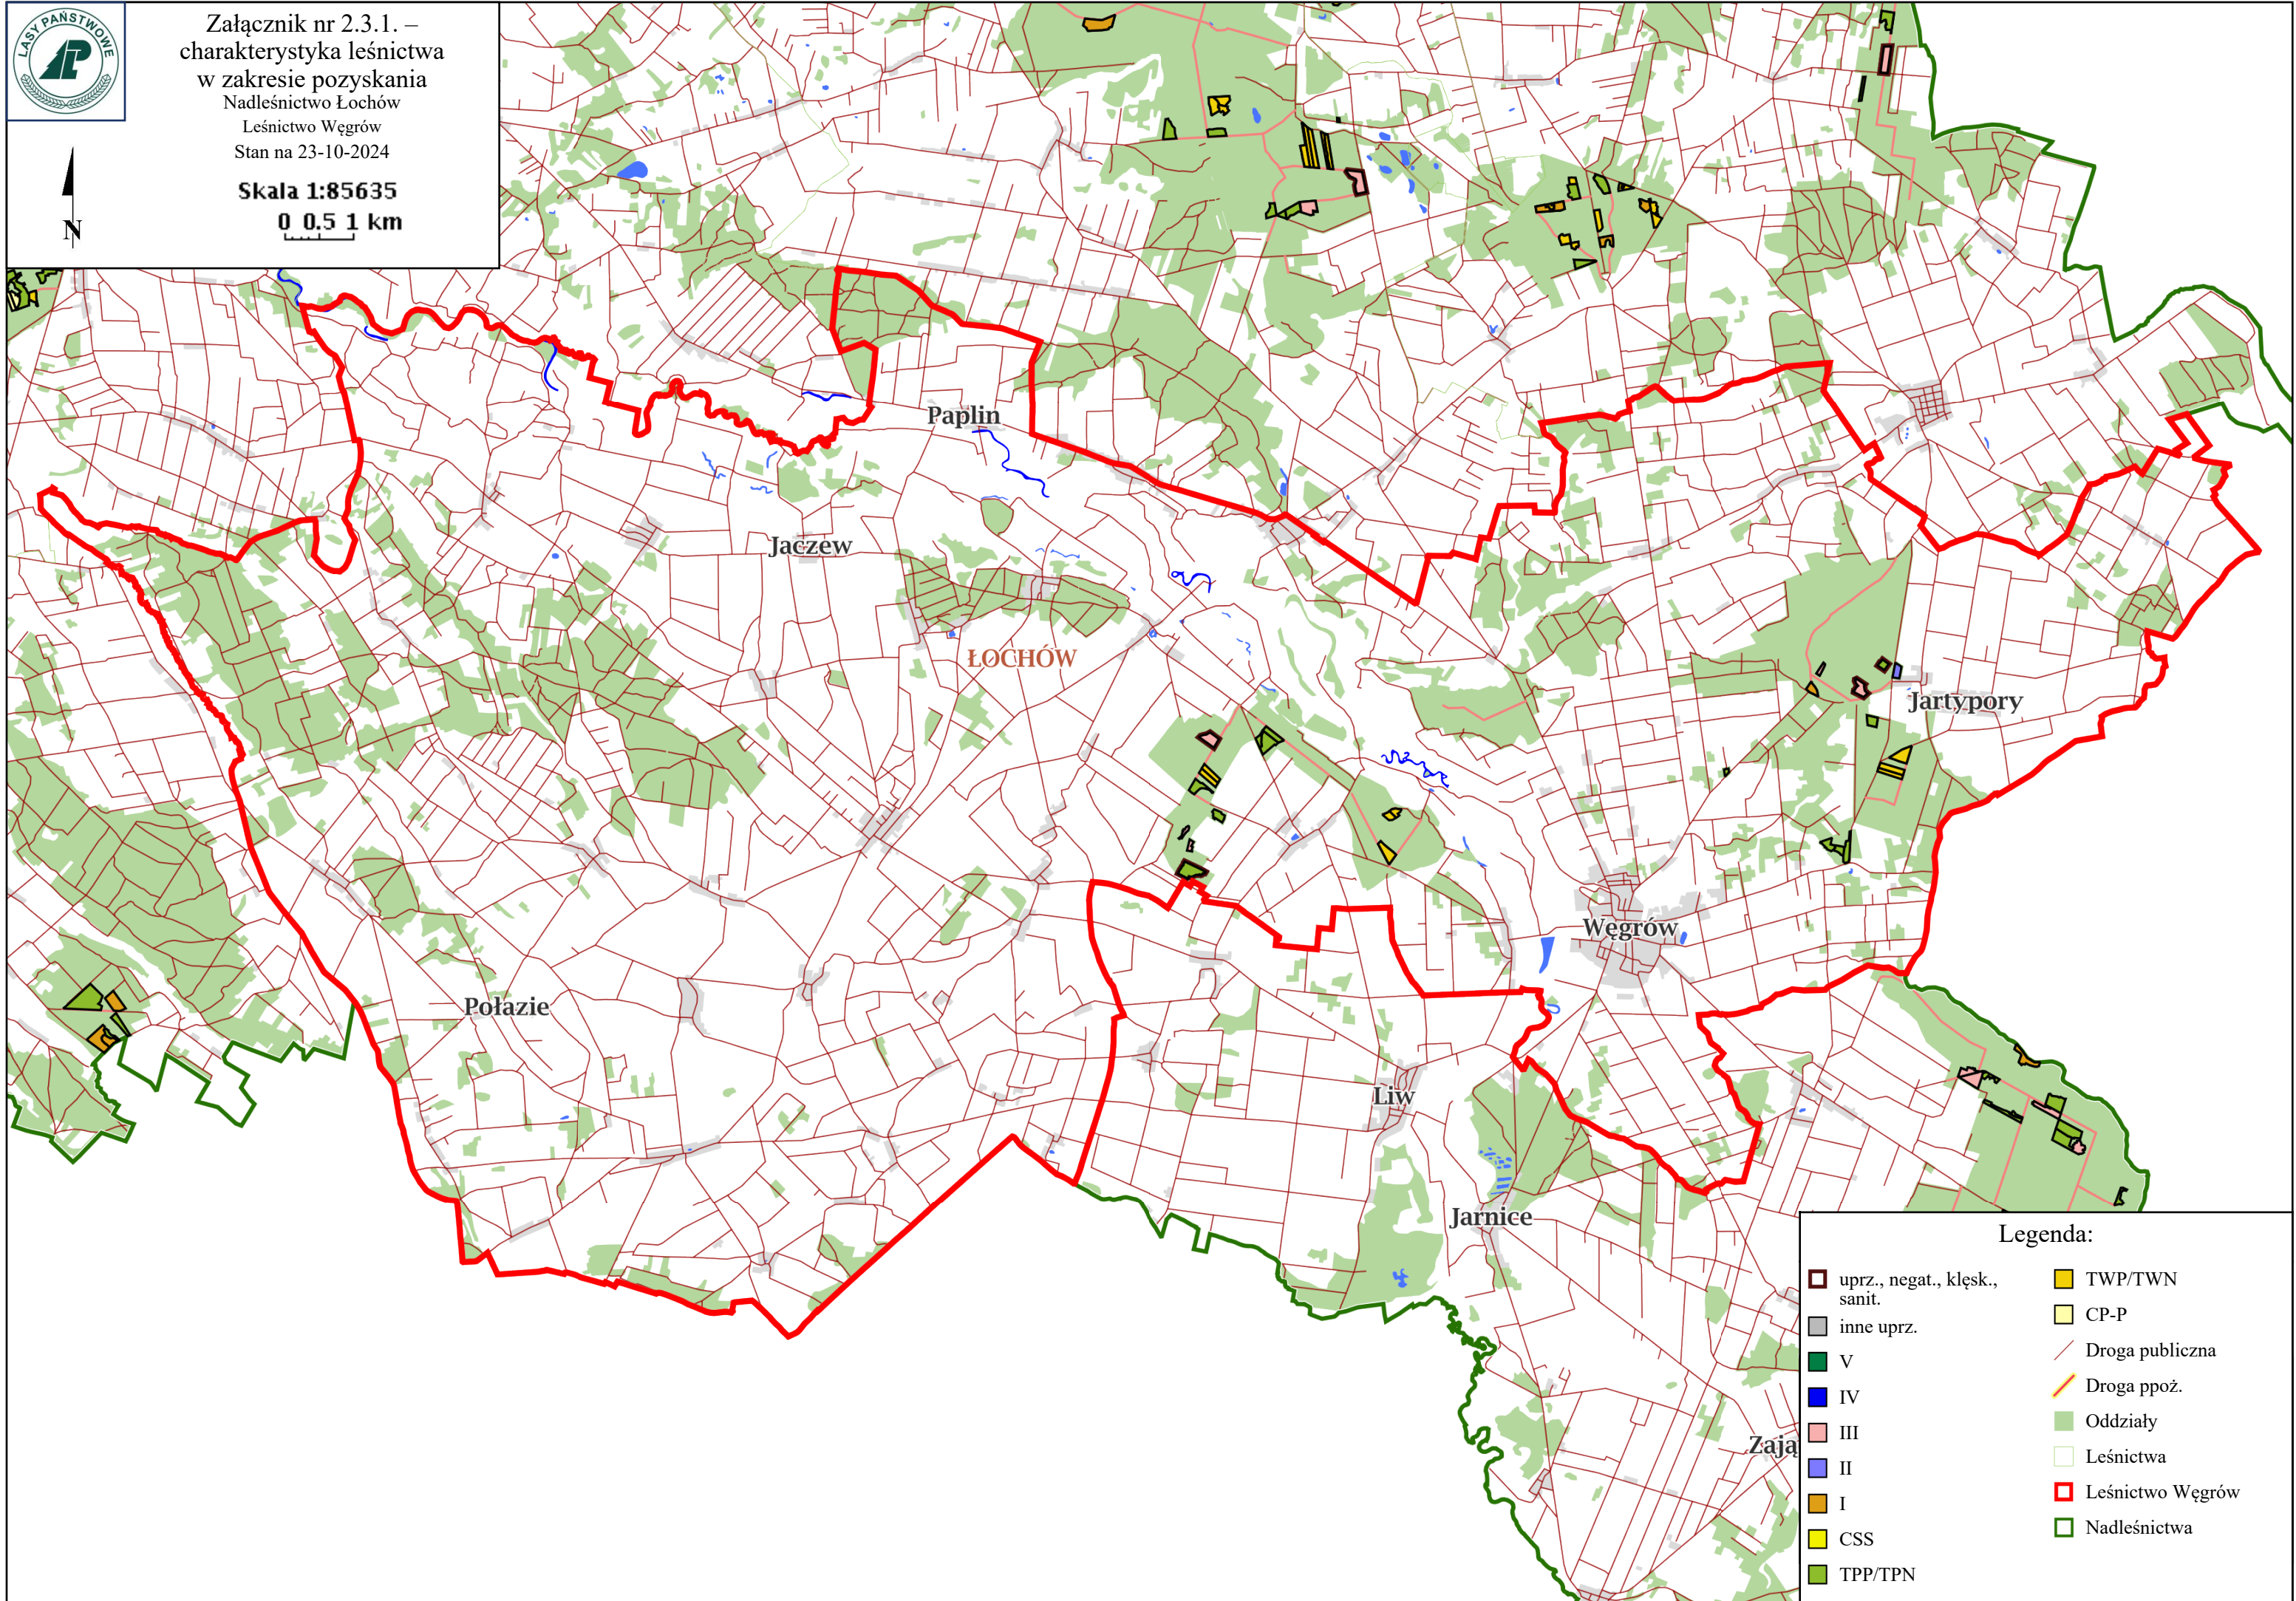 LASY PAŃSTWOWE
Załącznik nr 2.3.1. –
charakterystyka leśnictwa
w zakresie pozyskania
Nadleśnictwo Łochów
Leśnictwo Węgrów
Stan na 23-10-2024
Skala 1:85635
0 0.5 1 km
N
Paplin
Jaczew
ŁOCHÓW
Jartypory
Węgrów
Połazie
Liw
Jarnice
Zają
Legenda:
uprz., negat., klęsk.,
sanit.
inne uprz.
V
IV
III
II
I
CSS
TPP/TPN
TWP/TWN
CP-P
Droga publiczna
Droga ppoż.
Oddziały
Leśnictwa
Leśnictwo Węgrów
Nadleśnictwa